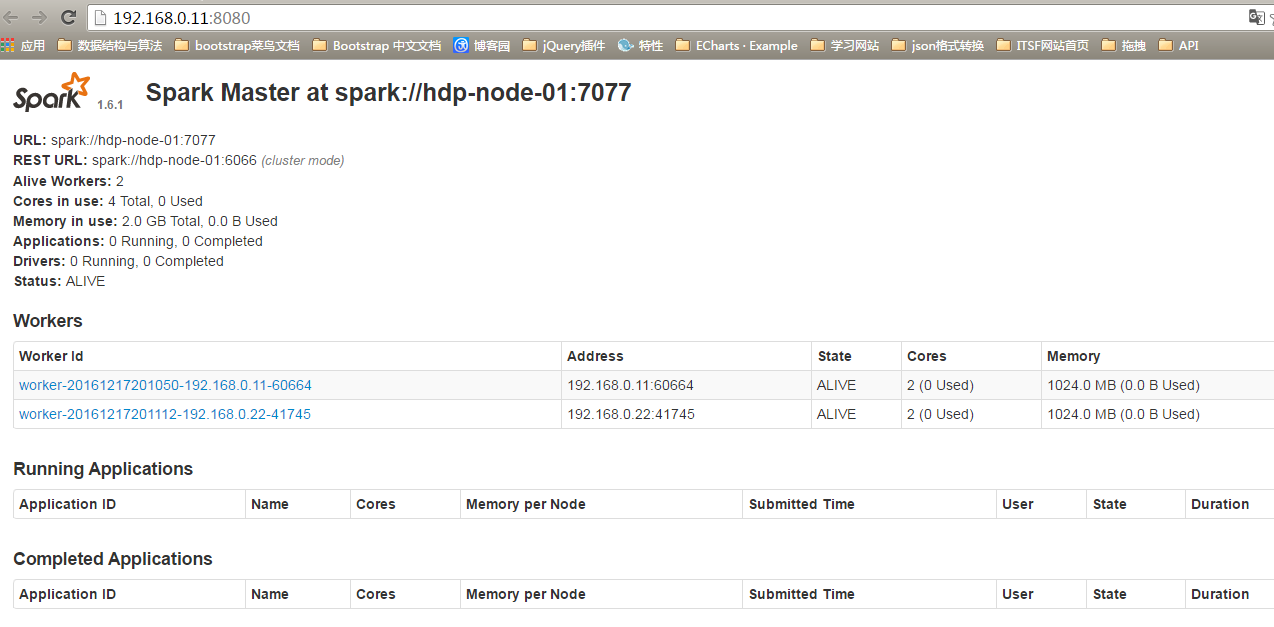 192.168.0.11:8080
应用 数据结构与算法 bootstrap菜鸟文档 Bootstrap 中文文档 博客园 jQuery插件 特性 ECharts · Example 学习网站 json格式转换 ITSF网站首页 拖拽 API
Spark 1.6.1 Spark Master at spark://hdp-node-01:7077
URL: spark://hdp-node-01:7077
REST URL: spark://hdp-node-01:6066 (cluster mode)
Alive Workers: 2
Cores in use: 4 Total, 0 Used
Memory in use: 2.0 GB Total, 0.0 B Used
Applications: 0 Running, 0 Completed
Drivers: 0 Running, 0 Completed
Status: ALIVE
Workers
Worker Id Address State Cores Memory
worker-20161217201050-192.168.0.11-60664 192.168.0.11:60664 ALIVE 2 (0 Used) 1024.0 MB (0.0 B Used)
worker-20161217201112-192.168.0.22-41745 192.168.0.22:41745 ALIVE 2 (0 Used) 1024.0 MB (0.0 B Used)
Running Applications
Application ID Name Cores Memory per Node Submitted Time User State Duration
Completed Applications
Application ID Name Cores Memory per Node Submitted Time User State Duration